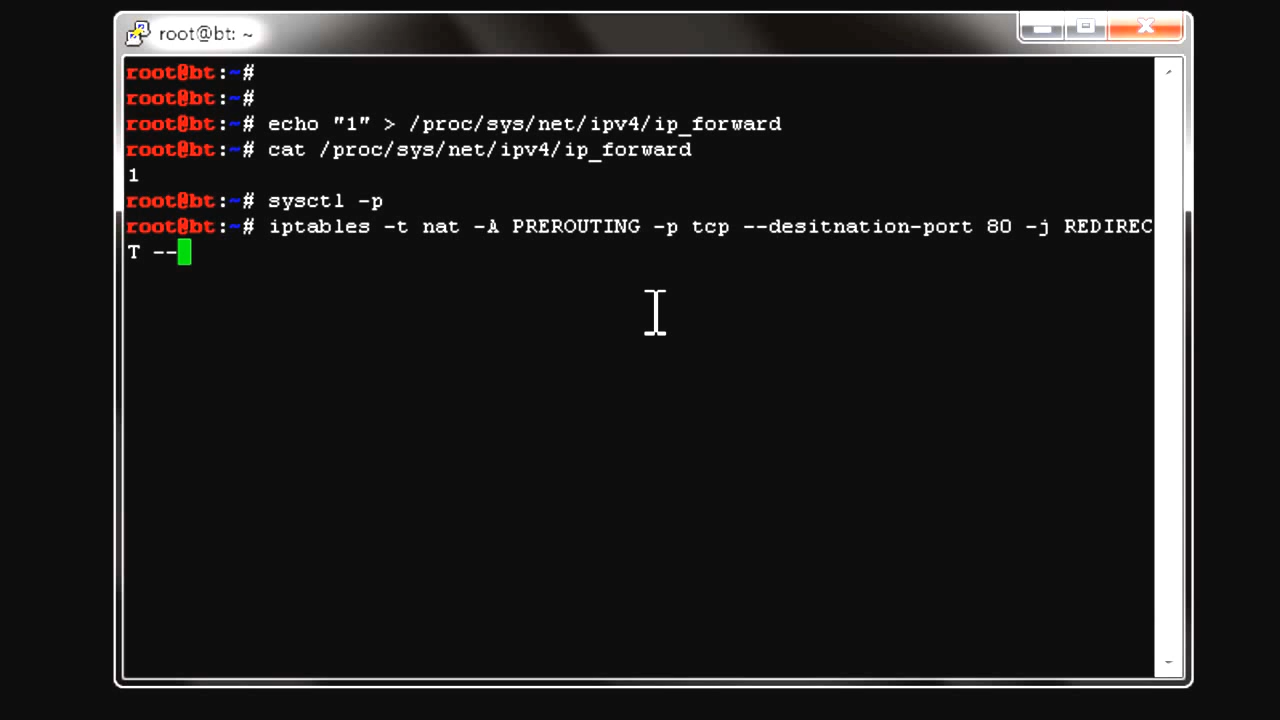 root@bt: ~
root@bt:~#
root@bt:~#
root@bt:~# echo "1" > /proc/sys/net/ipv4/ip_forward
root@bt:~# cat /proc/sys/net/ipv4/ip_forward
1
root@bt:~# sysctl -p
root@bt:~# iptables -t nat -A PREROUTING -p tcp --desitnation-port 80 -j REDIREC
T --